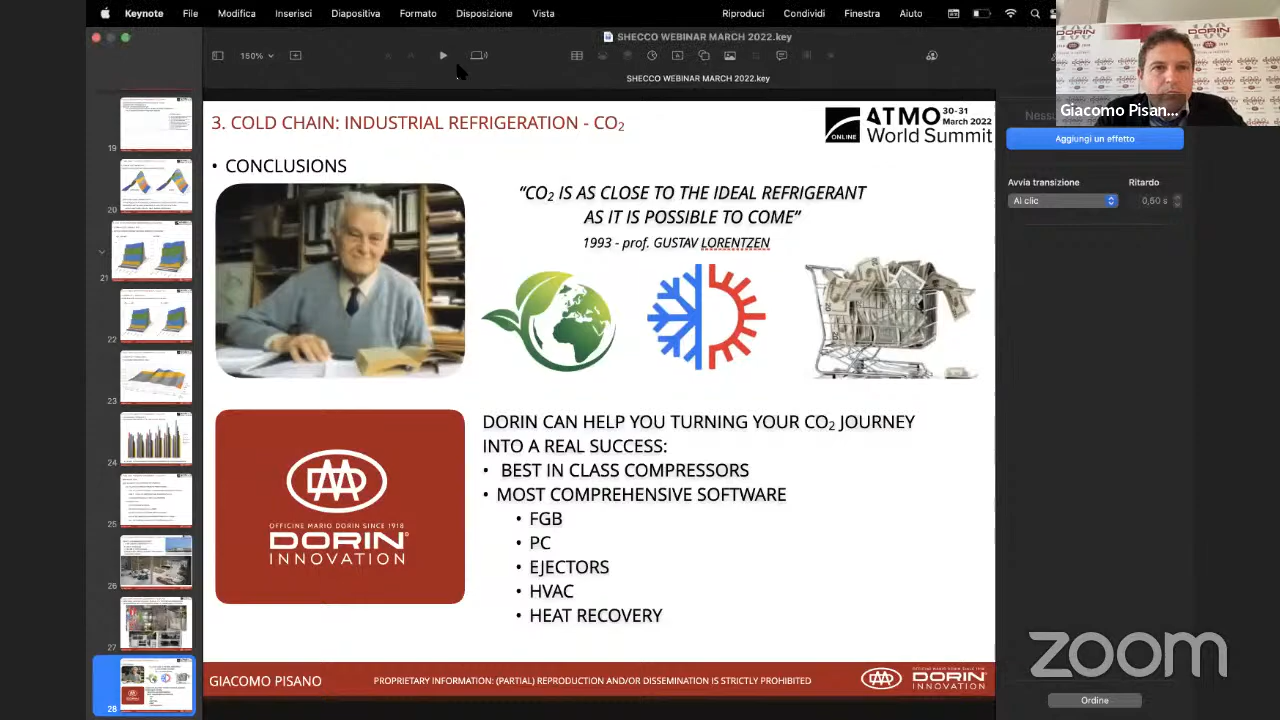 Keynote File Modifica Inserisci Diapositiva Formato Disposizione Vista Riproduci Condividi Finestra Aiuto
SHECCO WEBINAR MARCH 2022.key
150%
SHECCO WEBINAR MARCH 2022.key
Giacomo Pisan...
Aggiungi un effetto
Avvia transizione Ritardo
Al clic 0,60 s
3. COLD CHAIN: INDUSTRIAL REFRIGERATION - CO2
ATMO 30-31 March 2022
ONLINE World Summit
• CONCLUSIONS
“CO2 IS AS CLOSE TO THE IDEAL REFRIGERANT
AS IT IS POSSIBLE TO COME”
1993 - prof. GUSTAV LORENTZEN
DORIN CAN HELP YOU TURNING YOUR CO2 JOURNEY
INTO A REAL SUCCESS:
• BEST IN CLASS COMPRESSORS
• MOST COMPREHENSIVE SOFTWARE
• FGB
• PC
• EJECTORS
• HVAC
• HEAT RECOVERY
OFFICINE MARIO DORIN SINCE 1918
DORIN®
INNOVATION
GIACOMO PISANO
PROPRIETARY INFORMATION: (PARTIAL) REPRODUCTION AND/OR DISSEMINATION IS STRICTLY PROHIBITED
OFFICINE MARIO DORIN SINCE 1918
DORIN
INNOVATION
19
20
21
22
23
24
25
26
27
28
zoom
Ordine